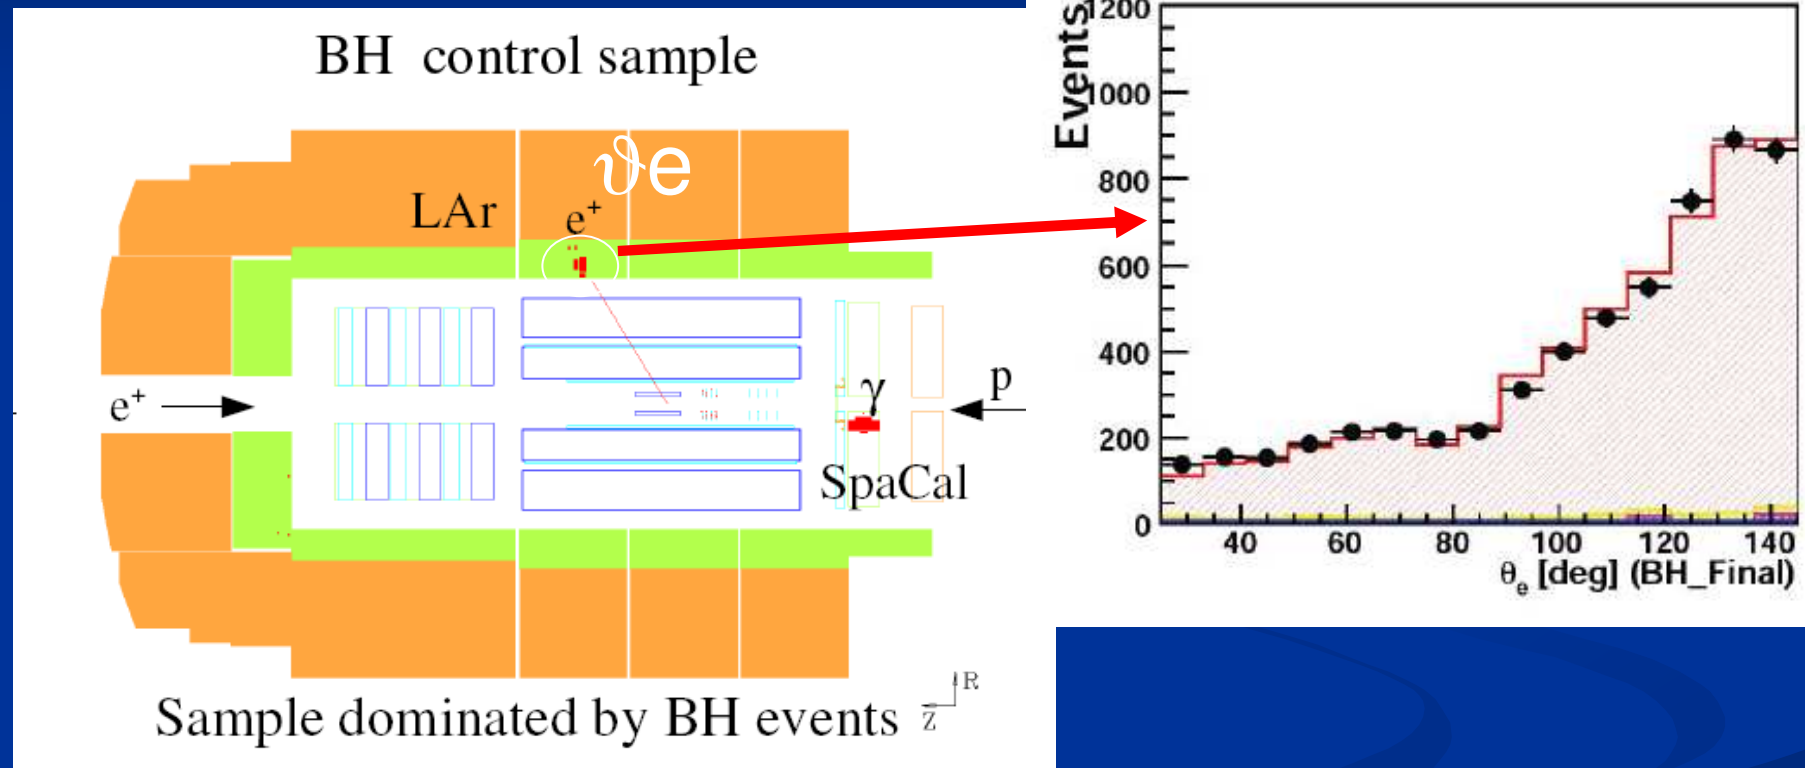 BH control sample
ϑe
LAr
e⁺
e⁺
γ
p
SpaCal
R
z
Sample dominated by BH events
Events
1200
1000
800
600
400
200
0
40 60 80 100 120 140
θₑ [deg] (BH_Final)